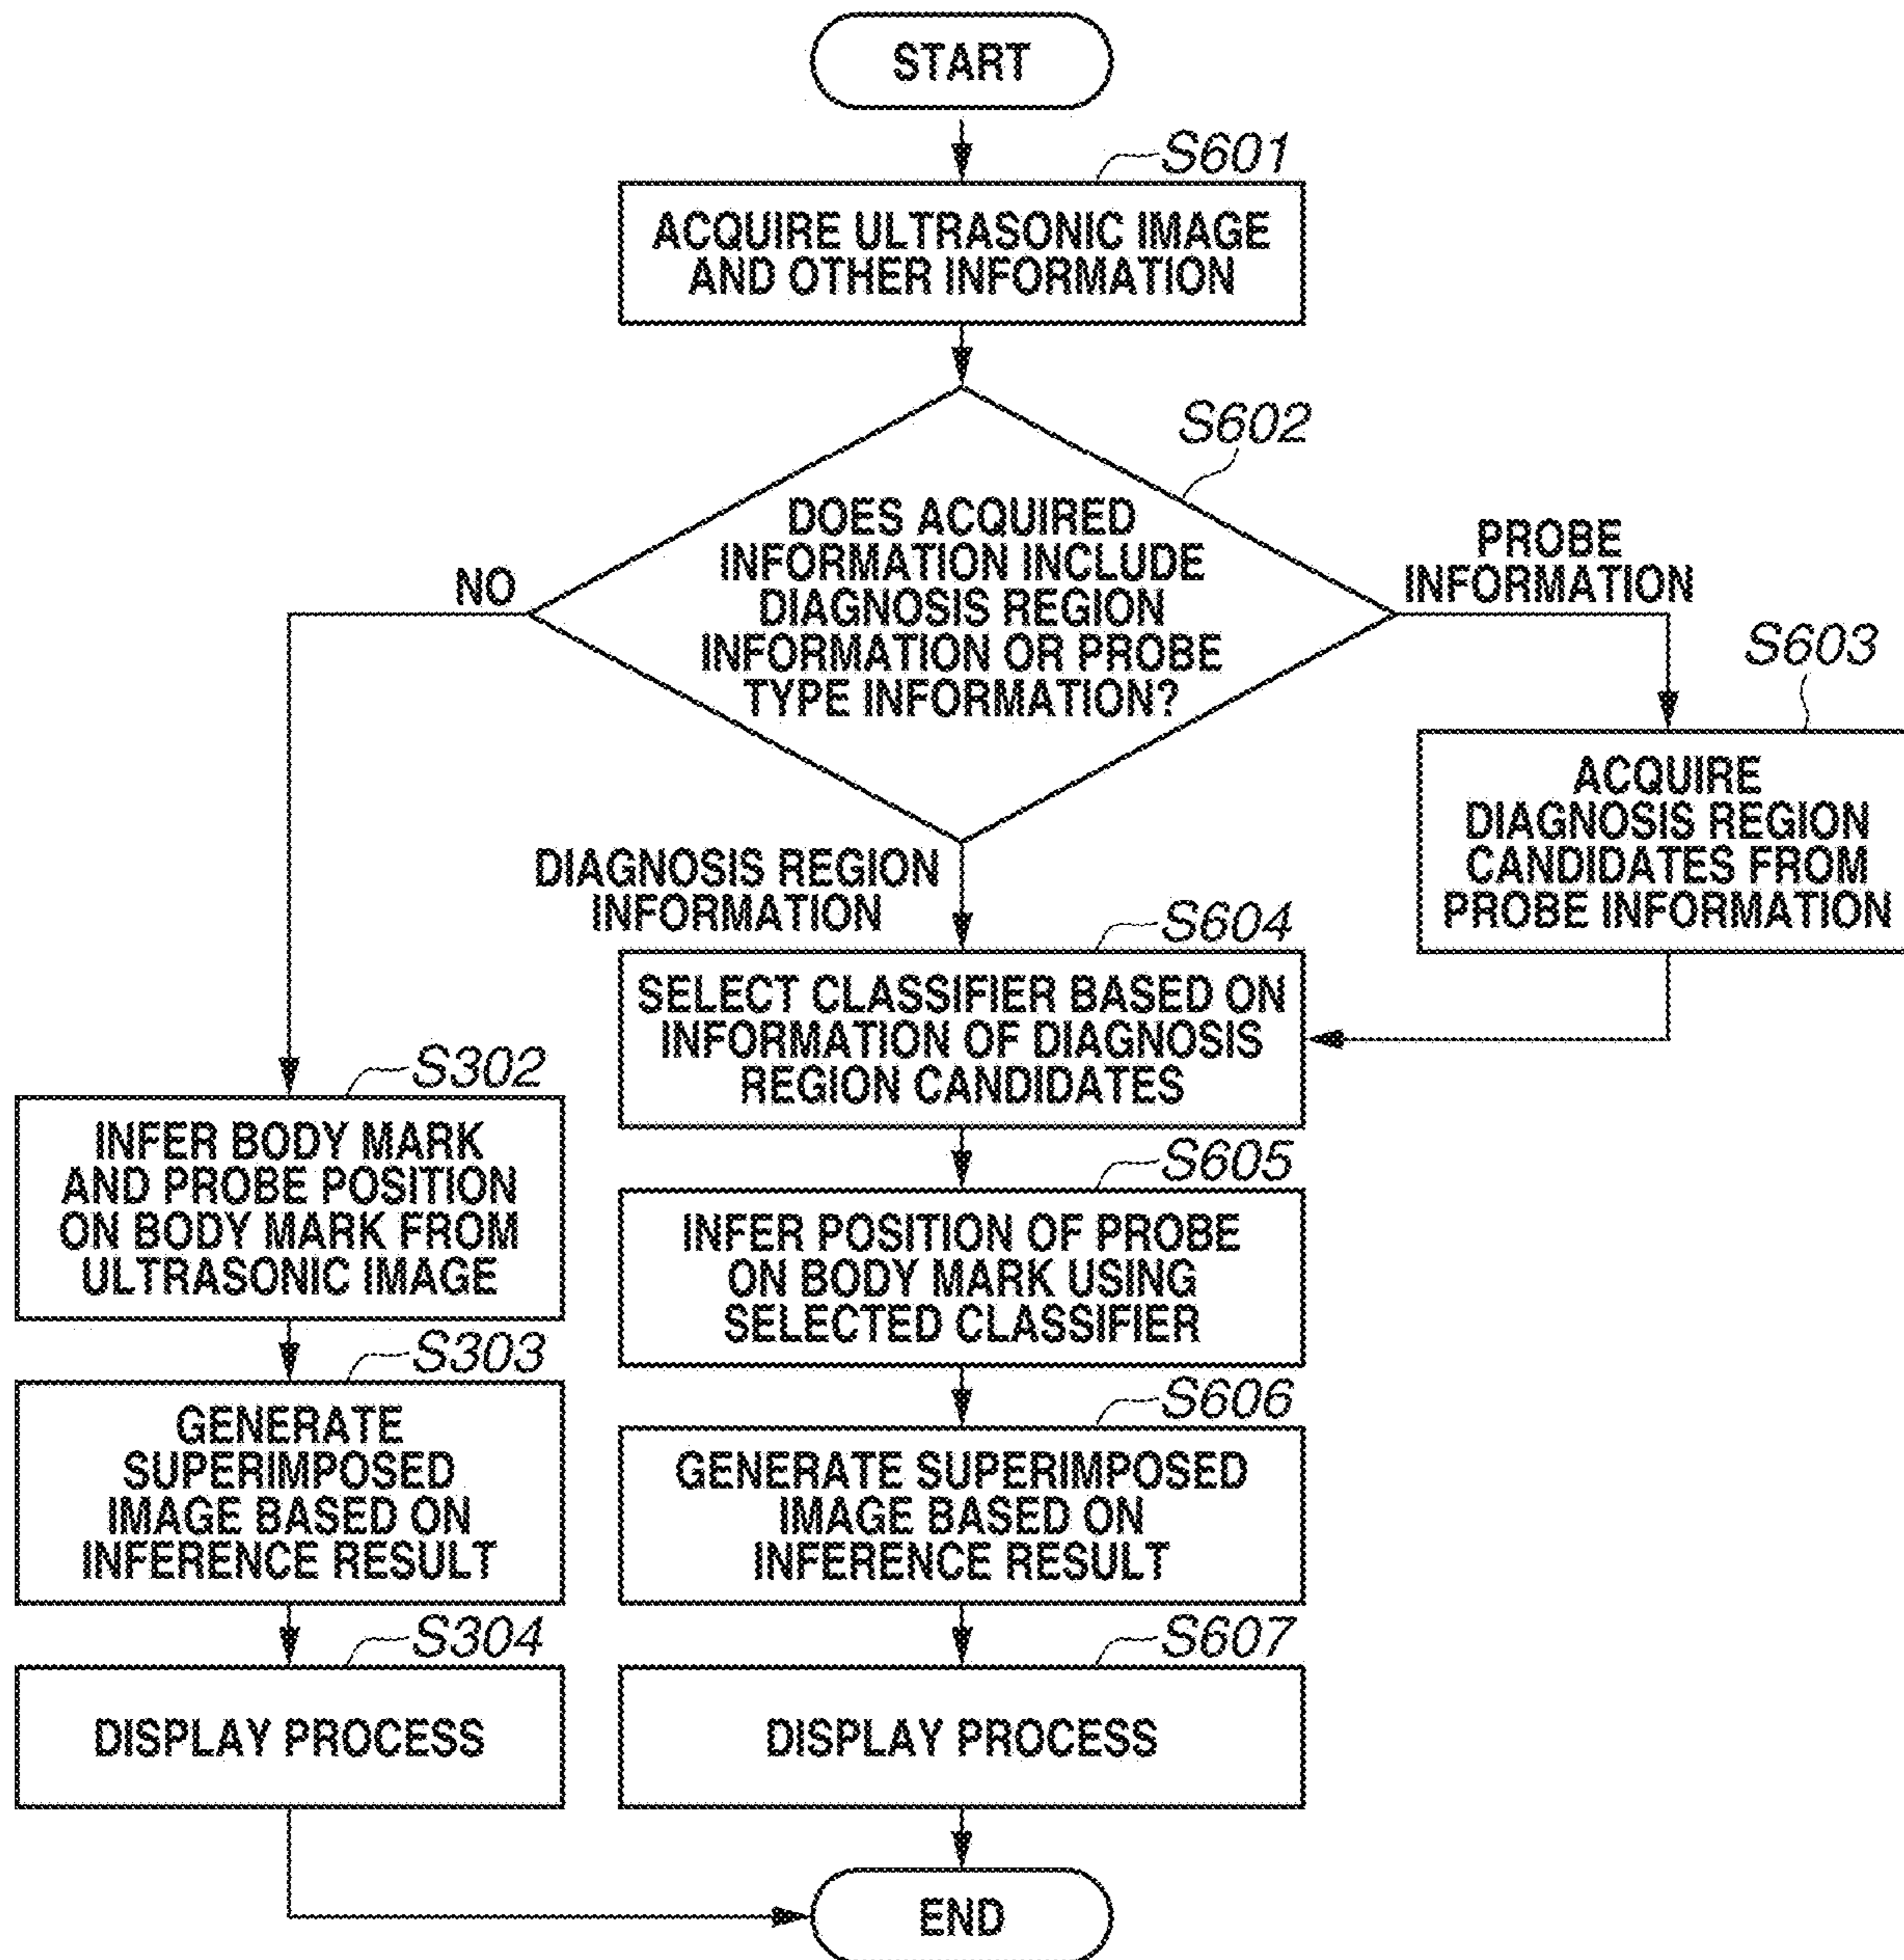 START
S601
ACQUIRE ULTRASONIC IMAGE
AND OTHER INFORMATION
S602
DOES ACQUIRED
INFORMATION INCLUDE
DIAGNOSIS REGION
INFORMATION OR PROBE
TYPE INFORMATION?
NO
PROBE
INFORMATION
S603
ACQUIRE
DIAGNOSIS REGION
CANDIDATES FROM
PROBE INFORMATION
DIAGNOSIS REGION
INFORMATION
S604
SELECT CLASSIFIER BASED ON
INFORMATION OF DIAGNOSIS
REGION CANDIDATES
S302
INFER BODY MARK
AND PROBE POSITION
ON BODY MARK FROM
ULTRASONIC IMAGE
S605
INFER POSITION OF PROBE
ON BODY MARK USING
SELECTED CLASSIFIER
S303
GENERATE
SUPERIMPOSED
IMAGE BASED ON
INFERENCE RESULT
S606
GENERATE SUPERIMPOSED
IMAGE BASED ON
INFERENCE RESULT
S304
DISPLAY PROCESS
S607
DISPLAY PROCESS
END